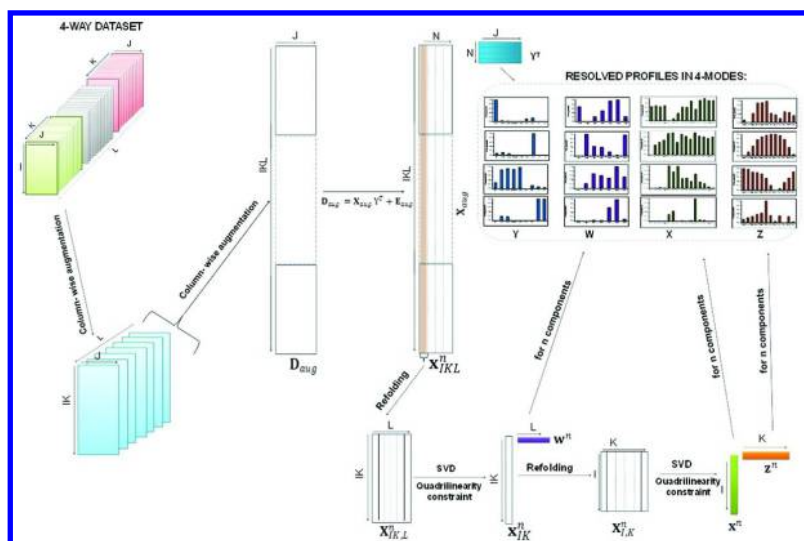 4-WAY DATASET
J
K
J
K
I
L
J
IKL
D_aug
N
IKL
X_aug
J
N
Y^T
RESOLVED PROFILES IN 4-MODES:
Y W X Z
D_aug = X_aug Y^T + E_aug
Column- wise augmentation
Column- wise augmentation
L
J
IK
X^n_IKL
Refolding
for n components
for n components
for n components
L
IK
X^n_IK,L
SVD
Quadrilinearity
constraint
L
w^n
IK
X^n_IK
Refolding
K
I
X^n_I,K
SVD
Quadrilinearity
constraint
K
z^n
I
x^n